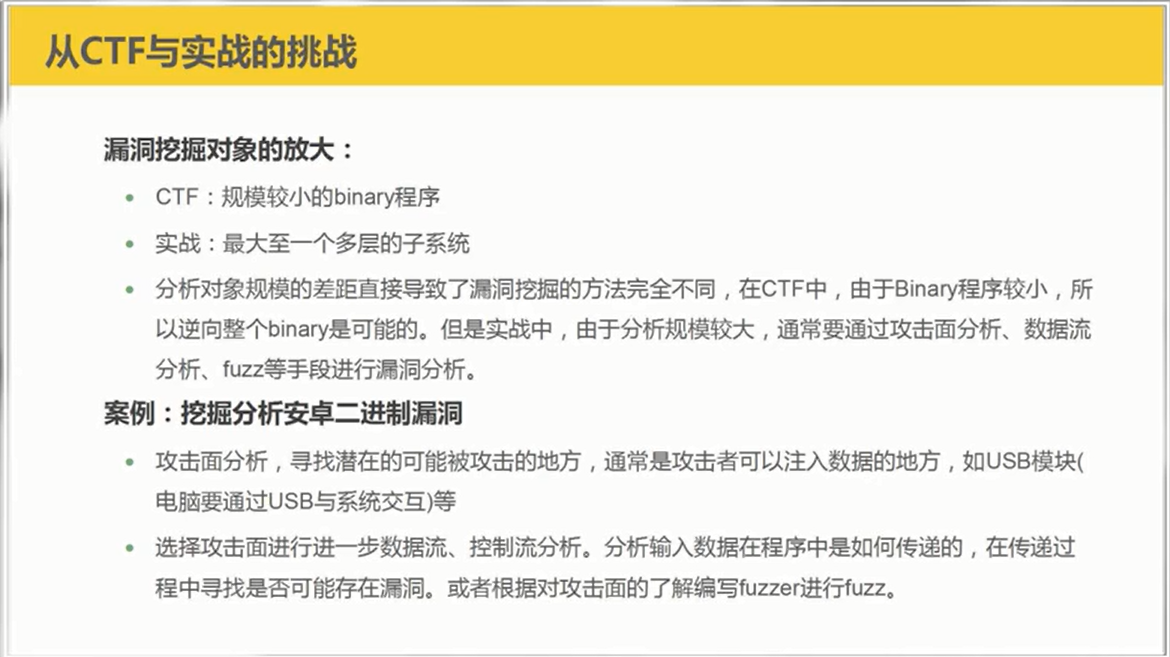 从CTF与实战的挑战
漏洞挖掘对象的放大：
• CTF：规模较小的binary程序
• 实战：最大至一个多层的子系统
• 分析对象规模的差距直接导致了漏洞挖掘的方法完全不同，在CTF中，由于Binary程序较小，所
以逆向整个binary是可能的。但是实战中，由于分析规模较大，通常要通过攻击面分析、数据流
分析、fuzz等手段进行漏洞分析。
案例：挖掘分析安卓二进制漏洞
• 攻击面分析，寻找潜在的可能被攻击的地方，通常是攻击者可以注入数据的地方，如USB模块(
电脑要通过USB与系统交互)等
• 选择攻击面进行进一步数据流、控制流分析。分析输入数据在程序中是如何传递的，在传递过
程中寻找是否可能存在漏洞。或者根据对攻击面的了解编写fuzzer进行fuzz。